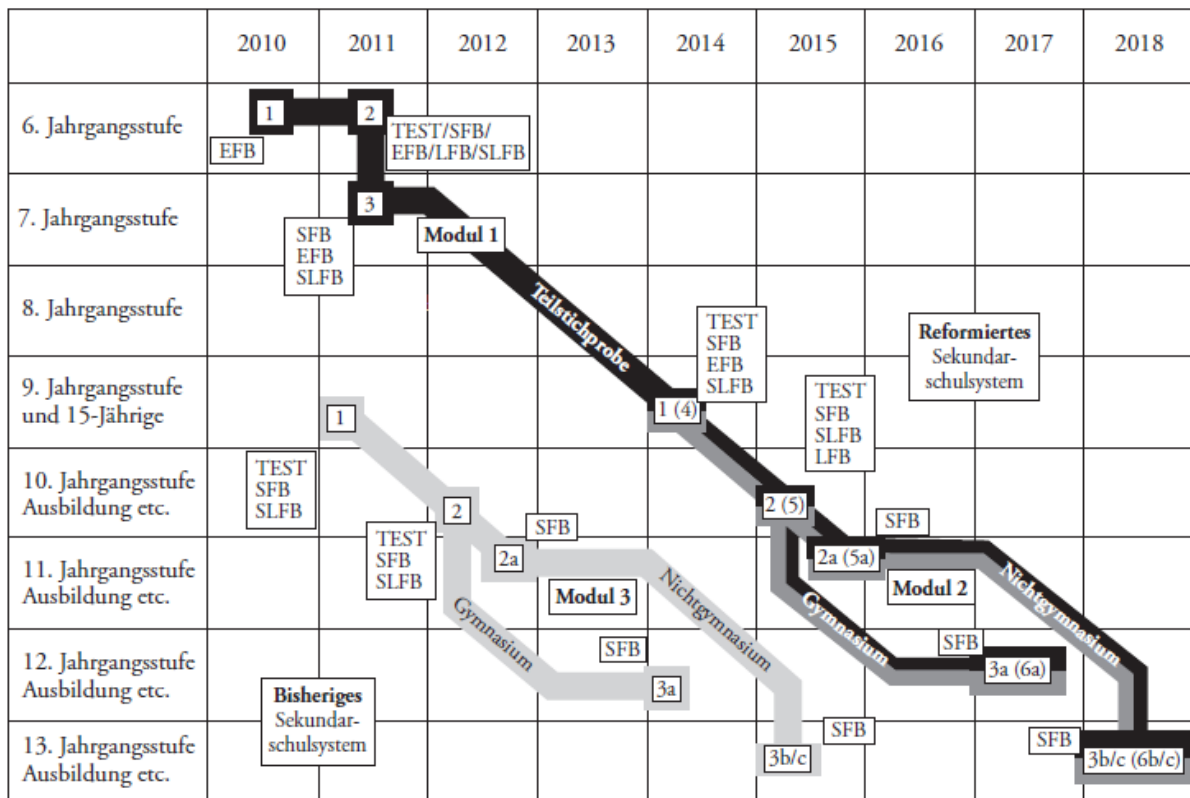 2010 2011 2012 2013 2014 2015 2016 2017 2018
6. Jahrgangsstufe
1
2
EFB
TEST/SFB/
EFB/LFB/SLFB
7. Jahrgangsstufe
3
SFB
EFB
SLFB
Modul 1
8. Jahrgangsstufe
Teilstichprobe
TEST
SFB
EFB
SLFB
Reformiertes
Sekundar-
schulsystem
9. Jahrgangsstufe
und 15-Jährige
1
1 (4)
TEST
SFB
SLFB
LFB
10. Jahrgangsstufe
Ausbildung etc.
TEST
SFB
SLFB
2
SFB
2 (5)
SFB
11. Jahrgangsstufe
Ausbildung etc.
TEST
SFB
SLFB
2a
Modul 3
Nichtgymnasium
Gymnasium
2a (5a)
Modul 2
Nichtgymnasium
Gymnasium
12. Jahrgangsstufe
Ausbildung etc.
SFB
3a
SFB
3a (6a)
Bisheriges
Sekundar-
schulsystem
13. Jahrgangsstufe
Ausbildung etc.
3b/c
SFB
SFB
3b/c (6b/c)